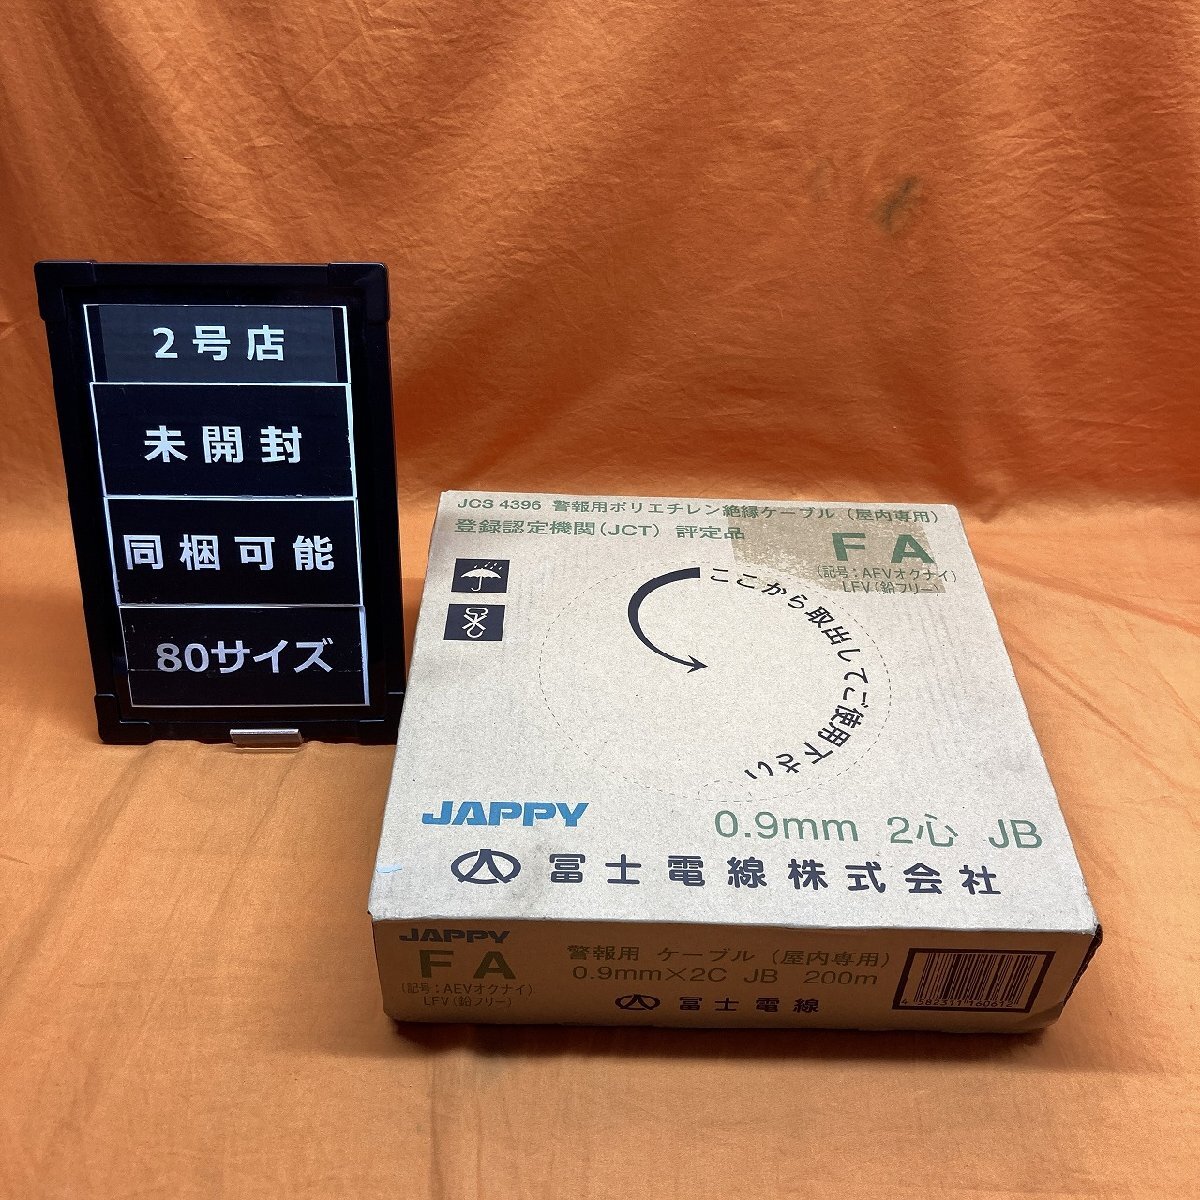 2号店
未開封
同梱可能
80サイズ
JCS 4396 警報用ポリエチレン絶縁ケーブル（屋内専用）
登録認定機関(JCT) 評定品
FA
（記号：AEVオクナイ）
LFV（鉛フリー）
ここから取出してご使用下さい
JAPPY
0.9mm 2心 JB
冨士電線株式会社
JAPPY
FA
（記号：AEVオクナイ）
LFV（鉛フリー）
警報用 ケーブル（屋内専用）
0.9mm×2C JB 200m
冨士電線